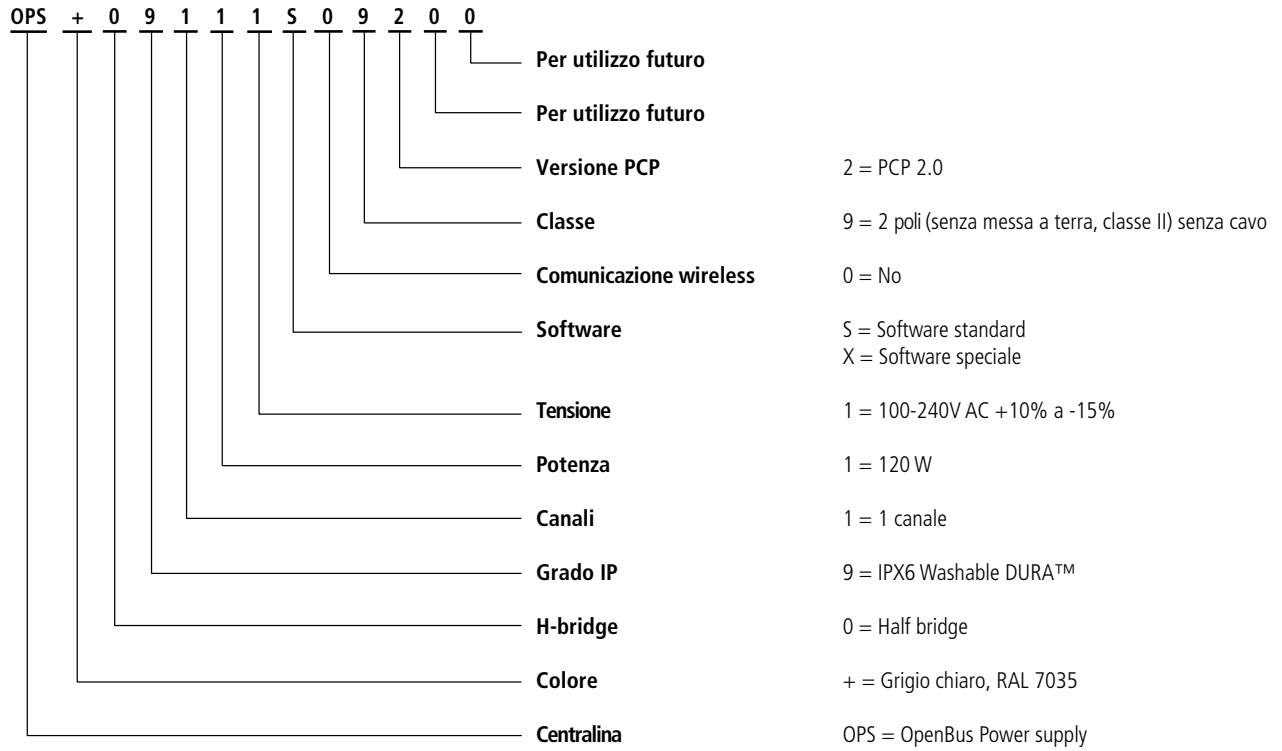 OPS + 0 9 1 1 1 S 0 9 2 0 0
Per utilizzo futuro
Per utilizzo futuro
Versione PCP 2 = PCP 2.0
Classe 9 = 2 poli (senza messa a terra, classe II) senza cavo
Comunicazione wireless 0 = No
Software S = Software standard
X = Software speciale
Tensione 1 = 100-240V AC +10% a -15%
Potenza 1 = 120 W
Canali 1 = 1 canale
Grado IP 9 = IPX6 Washable DURA™
H-bridge 0 = Half bridge
Colore + = Grigio chiaro, RAL 7035
Centralina OPS = OpenBus Power supply